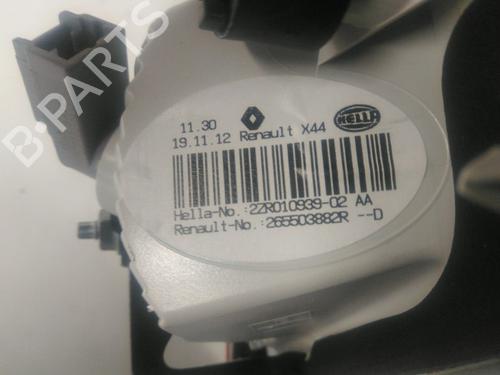 B-PARTS
11.30
19.11.12 Renault X44 HELLA
Hella-No.:2ZR010939-02 AA
Renault-No.:265503882R --D